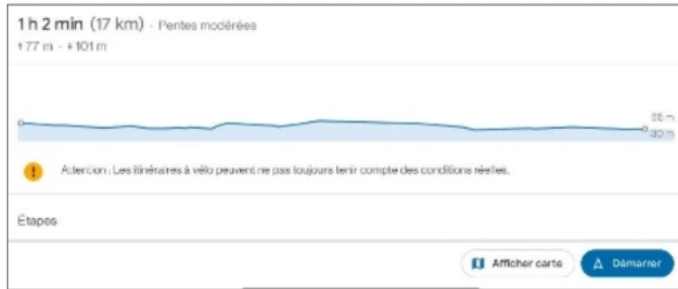 1 h 2 min (17 km) · Pentes modérées
↑77 m · ↓101 m
Attention : Les itinéraires à vélo peuvent ne pas toujours tenir compte des conditions réelles.
Étapes
Afficher carte
Démarrer